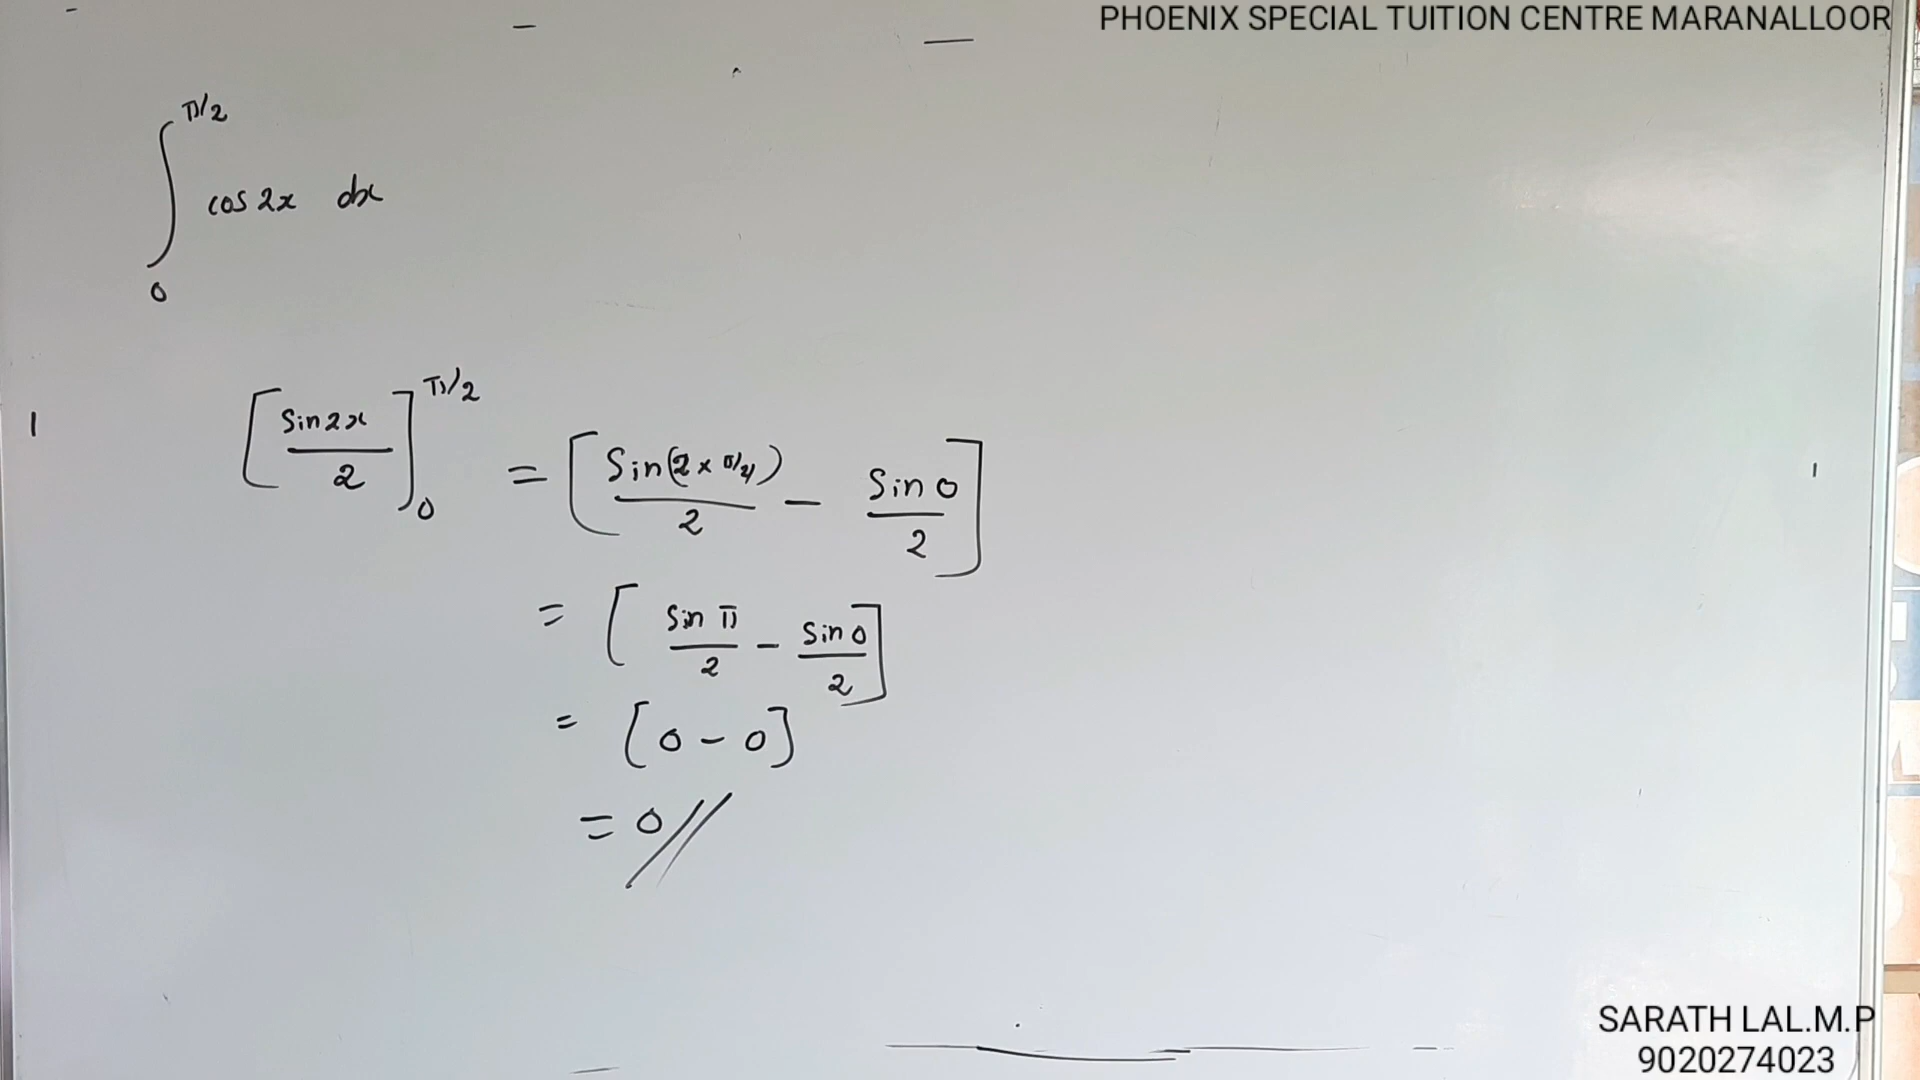 PHOENIX SPECIAL TUITION CENTRE MARANALLOOR
∫₀^π/2 cos 2x dx
[sin 2x / 2]₀^π/2 = [Sin(2 × π/2) / 2 − Sin 0 / 2]
= [Sin π / 2 − Sin 0 / 2]
= [0 − 0]
= 0 //
SARATH LAL.M.P
9020274023